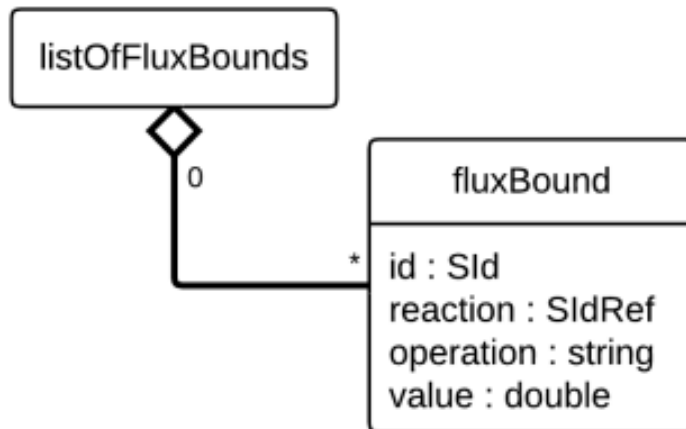 listOfFluxBounds
0
fluxBound
*
id : SId
reaction : SIdRef
operation : string
value : double